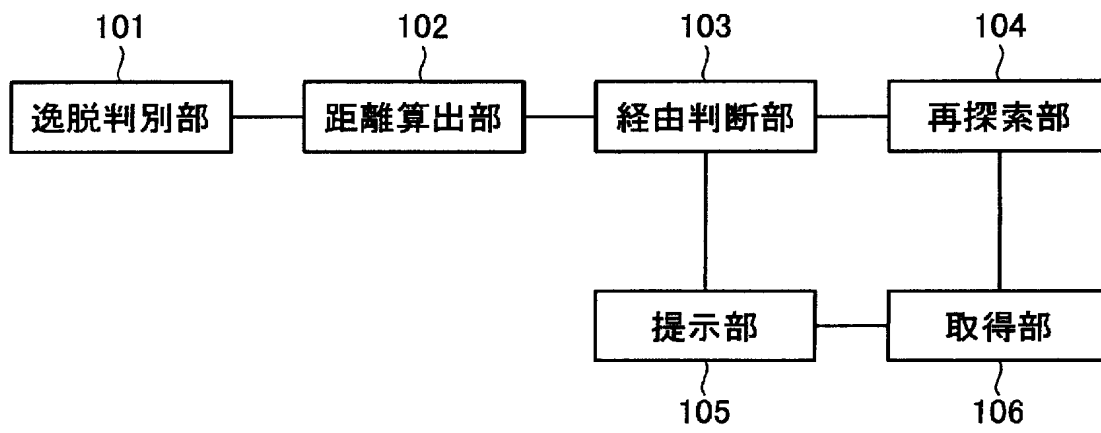 101
102
103
104
逸脱判別部
距離算出部
経由判断部
再探索部
提示部
取得部
105
106